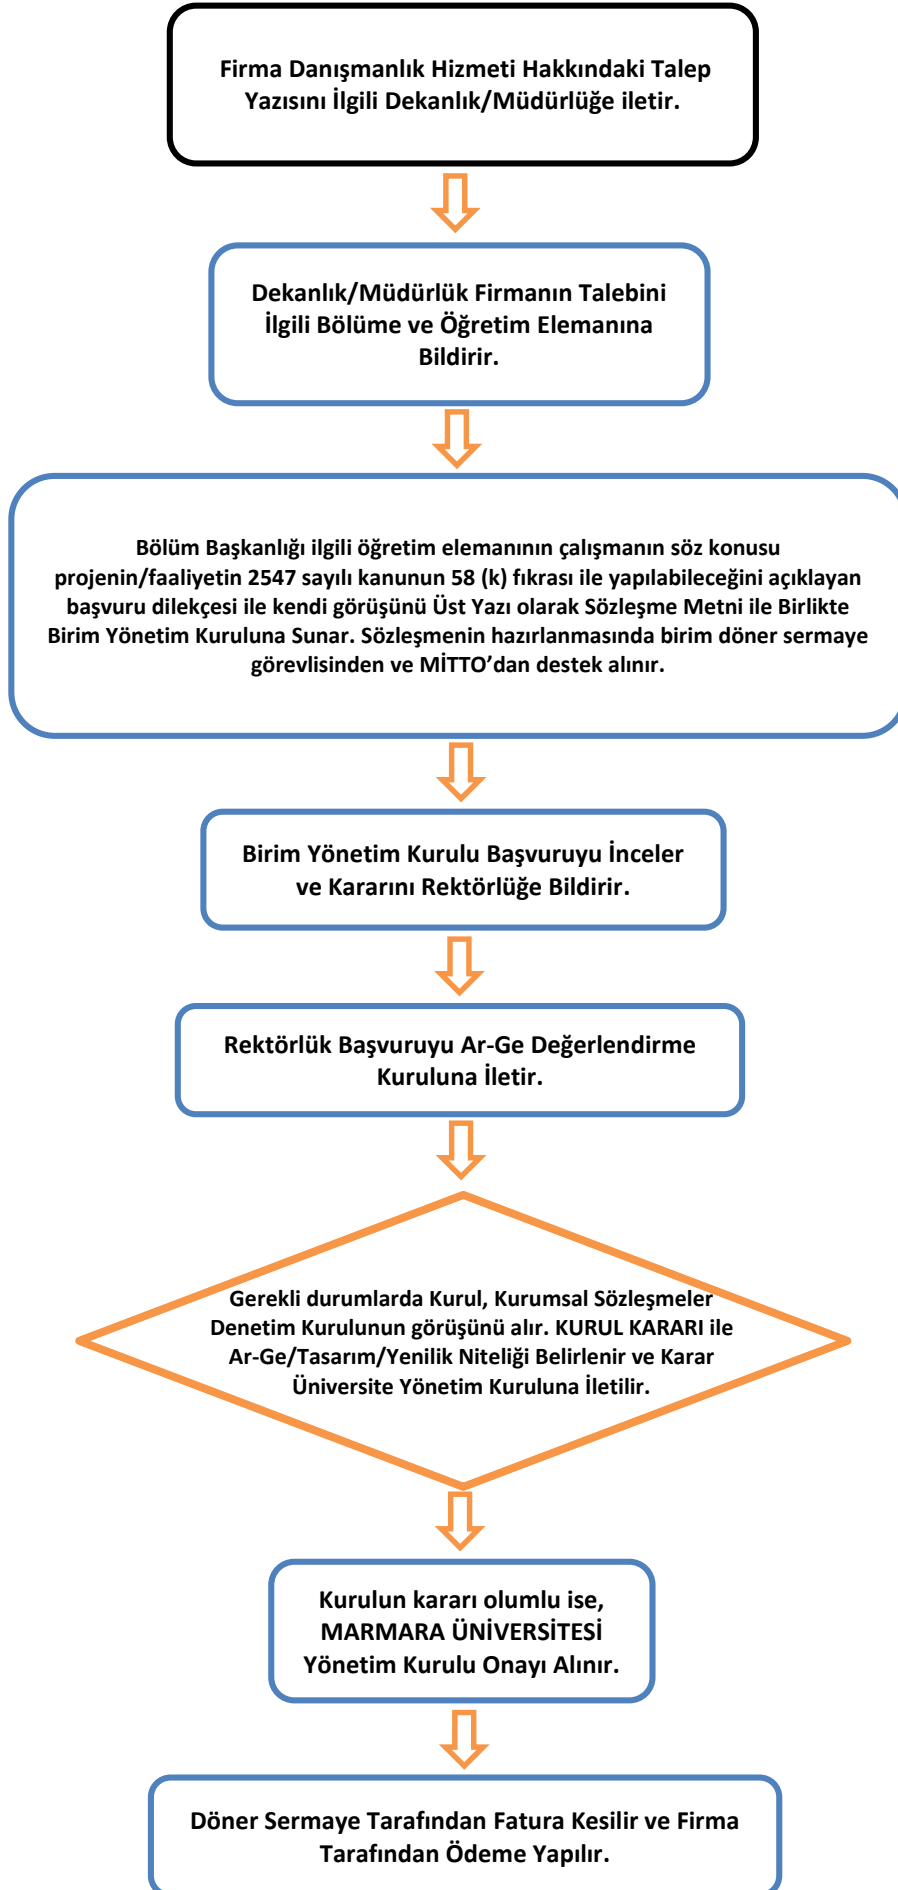 Firma Danışmanlık Hizmeti Hakkındaki Talep
Yazısını İlgili Dekanlık/Müdürlüğe iletir.
Dekanlık/Müdürlük Firmanın Talebini
İlgili Bölüme ve Öğretim Elemanına
Bildirir.
Bölüm Başkanlığı ilgili öğretim elemanının çalışmanın söz konusu
projenin/faaliyetin 2547 sayılı kanunun 58 (k) fıkrası ile yapılabileceğini açıklayan
başvuru dilekçesi ile kendi görüşünü Üst Yazı olarak Sözleşme Metni ile Birlikte
Birim Yönetim Kuruluna Sunar. Sözleşmenin hazırlanmasında birim döner sermaye
görevlisinden ve MİTTO’dan destek alınır.
Birim Yönetim Kurulu Başvuruyu İnceler
ve Kararını Rektörlüğe Bildirir.
Rektörlük Başvuruyu Ar-Ge Değerlendirme
Kuruluna İletir.
Gerekli durumlarda Kurul, Kurumsal Sözleşmeler
Denetim Kurulunun görüşünü alır. KURUL KARARI ile
Ar-Ge/Tasarım/Yenilik Niteliği Belirlenir ve Karar
Üniversite Yönetim Kuruluna İletilir.
Kurulun kararı olumlu ise,
MARMARA ÜNİVERSİTESİ
Yönetim Kurulu Onayı Alınır.
Döner Sermaye Tarafından Fatura Kesilir ve Firma
Tarafından Ödeme Yapılır.